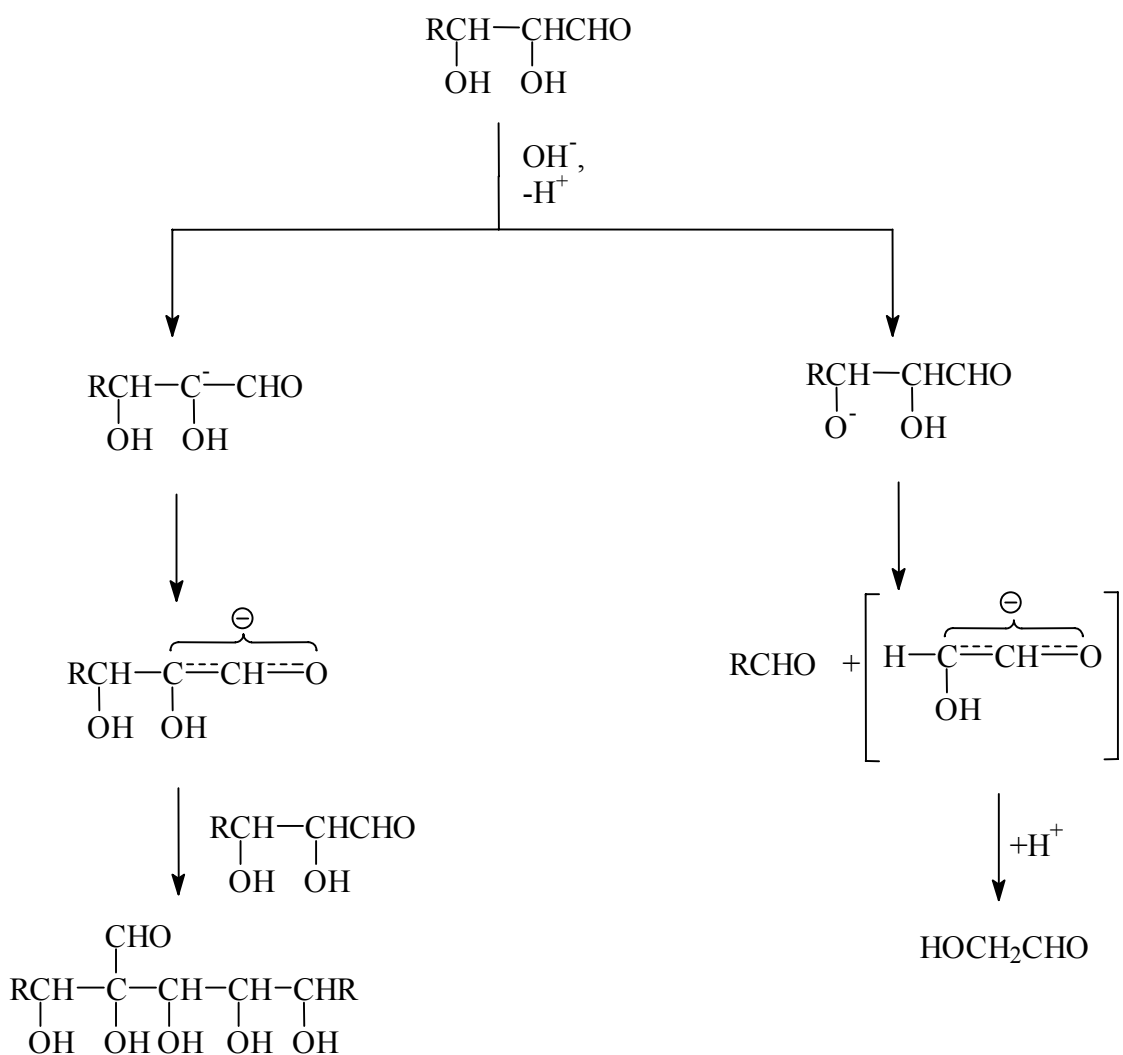 RCH—CHCHO
OH OH
OH⁻,
-H⁺
RCH—C⁻—CHO
OH OH
RCH—CHCHO
O⁻ OH
⊖
RCH—C=CH=O
OH OH
RCHO + [H—C=CH=O]
⊖
OH
RCH—CHCHO
OH OH
+H⁺
HOCH₂CHO
CHO
RCH—C—CH—CH—CHR
OH OH OH OH OH